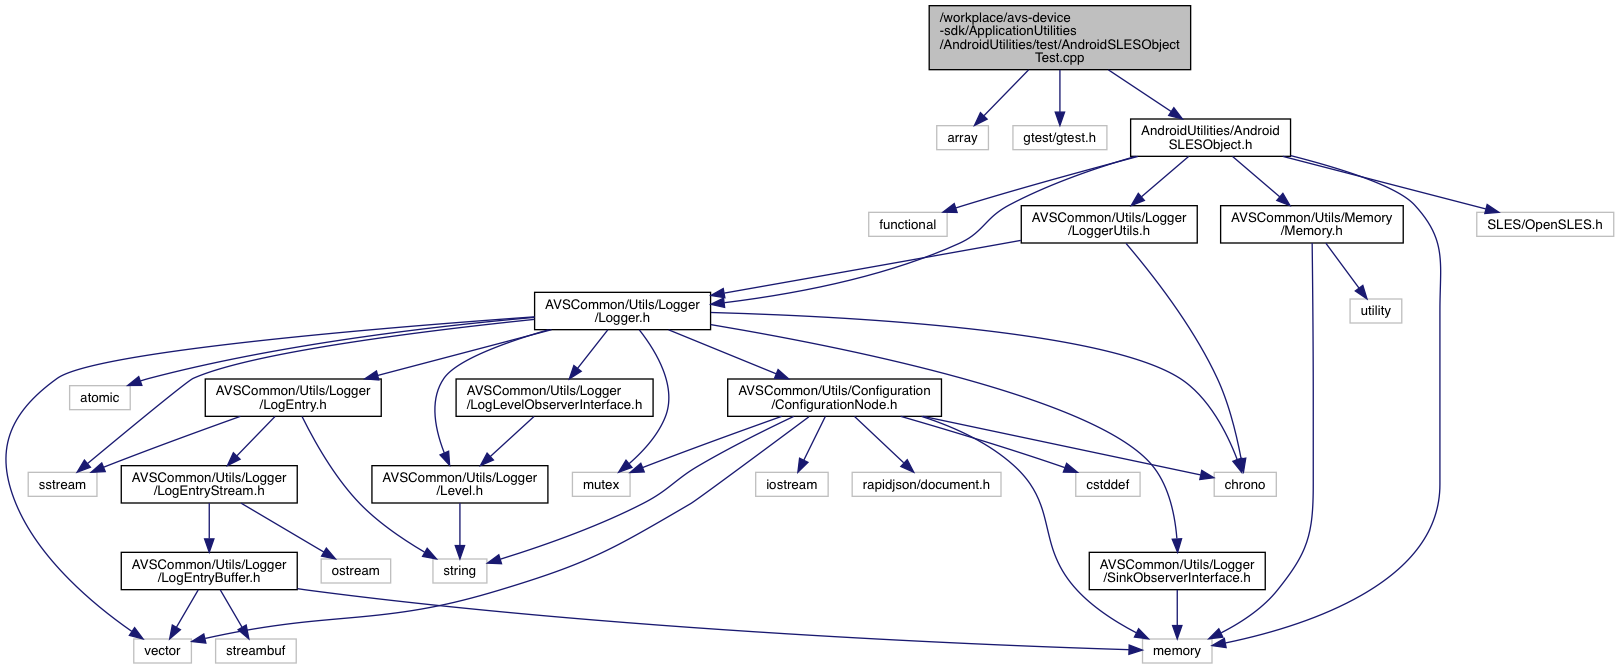 /workplace/avs-device
-sdk/ApplicationUtilities
/AndroidUtilities/test/AndroidSLESObject
Test.cpp
array
gtest/gtest.h
AndroidUtilities/Android
SLESObject.h
functional
AVSCommon/Utils/Logger
/LoggerUtils.h
AVSCommon/Utils/Memory
/Memory.h
SLES/OpenSLES.h
AVSCommon/Utils/Logger
/Logger.h
utility
atomic
AVSCommon/Utils/Logger
/LogEntry.h
AVSCommon/Utils/Logger
/LogLevelObserverInterface.h
AVSCommon/Utils/Configuration
/ConfigurationNode.h
sstream
AVSCommon/Utils/Logger
/LogEntryStream.h
AVSCommon/Utils/Logger
/Level.h
mutex
iostream
rapidjson/document.h
cstddef
chrono
AVSCommon/Utils/Logger
/LogEntryBuffer.h
ostream
string
AVSCommon/Utils/Logger
/SinkObserverInterface.h
vector
streambuf
memory